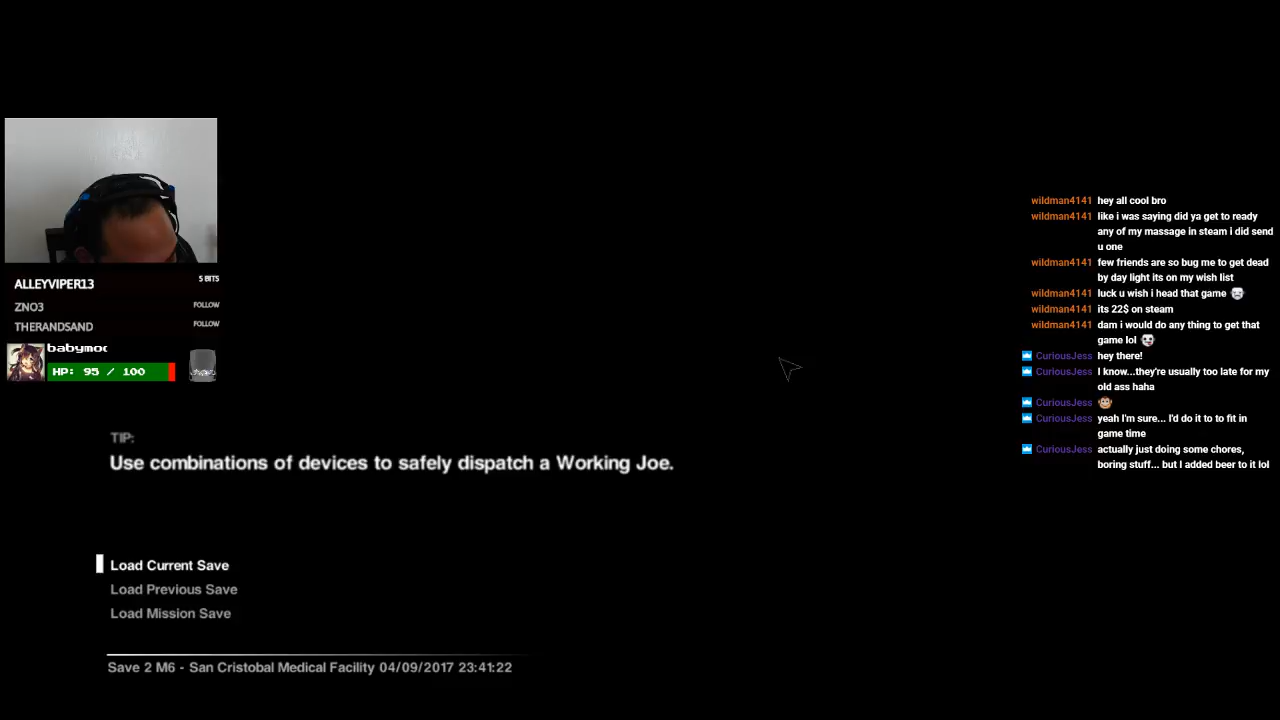 ALLEYVIPER13 5 BITS
ZNO3 FOLLOW
THERANDSAND FOLLOW
babymoc
HP: 95 / 100
TIP:
Use combinations of devices to safely dispatch a Working Joe.
Load Current Save
Load Previous Save
Load Mission Save
Save 2 M6 - San Cristobal Medical Facility 04/09/2017 23:41:22
wildman4141 hey all cool bro
wildman4141 like i was saying did ya get to ready
any of my massage in steam i did send
u one
wildman4141 few friends are so bug me to get dead
by day light its on my wish list
wildman4141 luck u wish i head that game
wildman4141 its 22$ on steam
wildman4141 dam i would do any thing to get that
game lol
CuriousJess hey there!
CuriousJess I know...they're usually too late for my
old ass haha
CuriousJess
CuriousJess yeah I'm sure... I'd do it to to fit in
game time
CuriousJess actually just doing some chores,
boring stuff... but I added beer to it lol